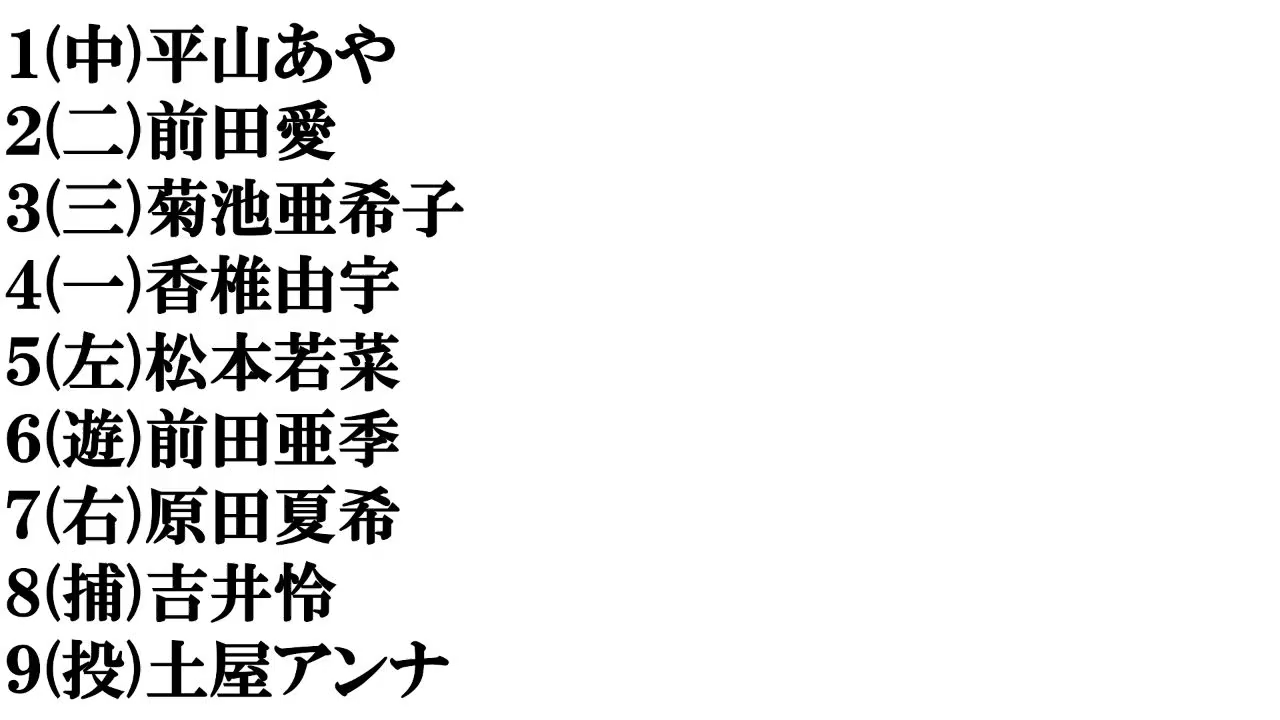 1(中)平山あや
2(二)前田愛
3(三)菊池亜希子
4(一)香椎由宇
5(左)松本若菜
6(遊)前田亜季
7(右)原田夏希
8(捕)吉井怜
9(投)土屋アンナ